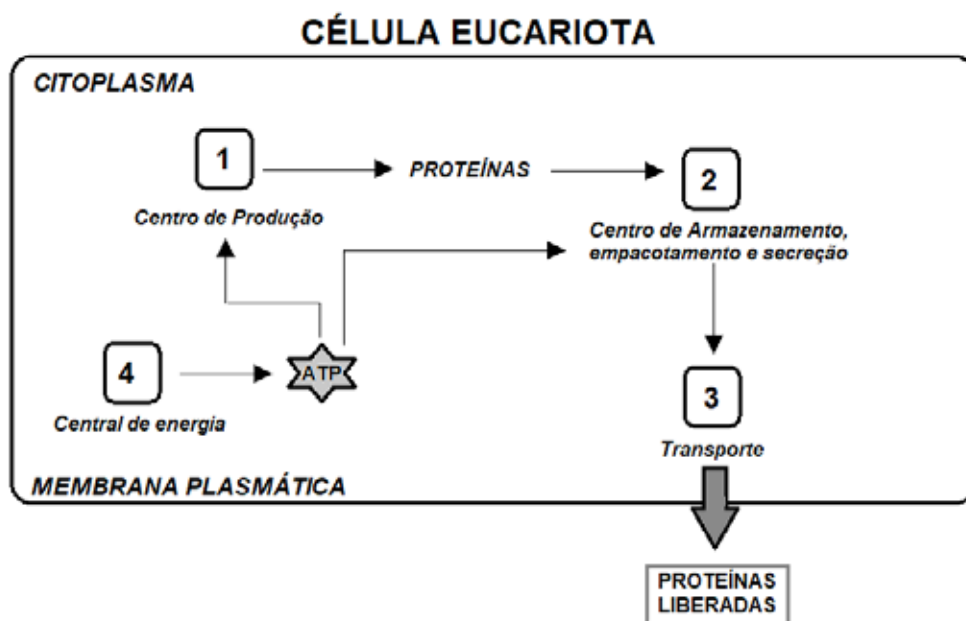 CÉLULA EUCARIOTA
CITOPLASMA
1
PROTEÍNAS
2
Centro de Produção
Centro de Armazenamento,
empacotamento e secreção
4
ATP
3
Central de energia
Transporte
MEMBRANA PLASMÁTICA
PROTEÍNAS
LIBERADAS